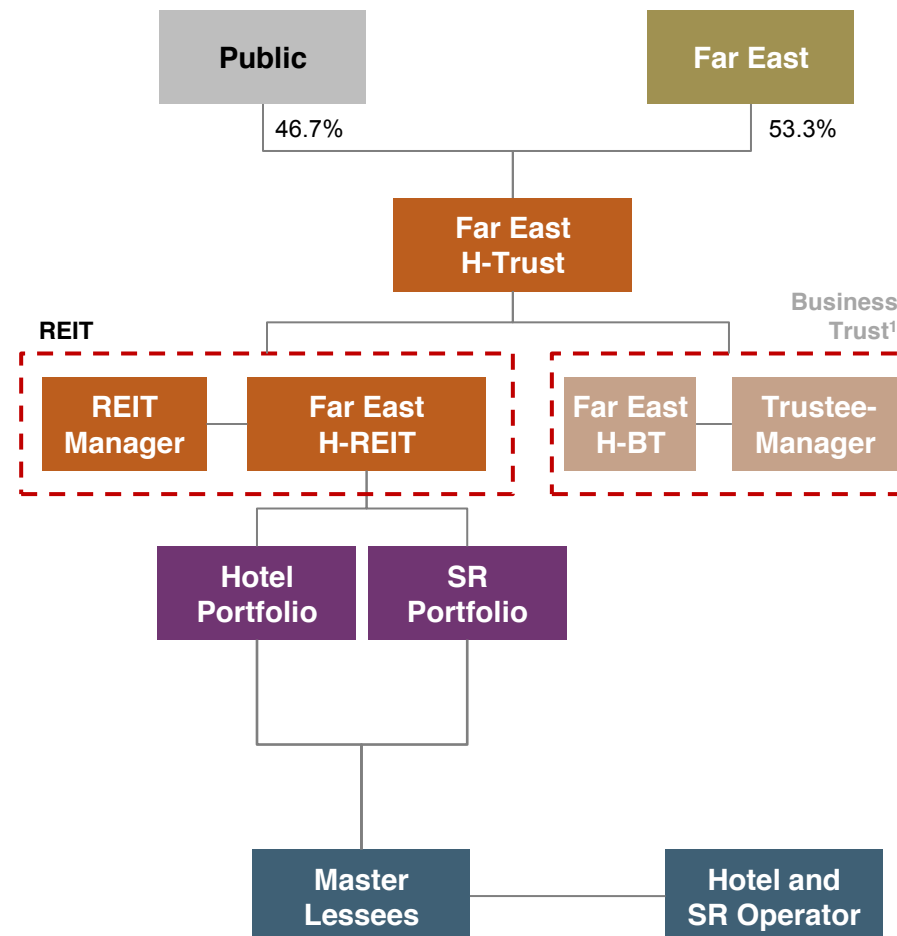 Public
Far East
46.7%
53.3%
Far East
H-Trust
Business
Trust¹
REIT
REIT
Manager
Far East
H-REIT
Far East
H-BT
Trustee-
Manager
Hotel
Portfolio
SR
Portfolio
Master
Lessees
Hotel and
SR Operator